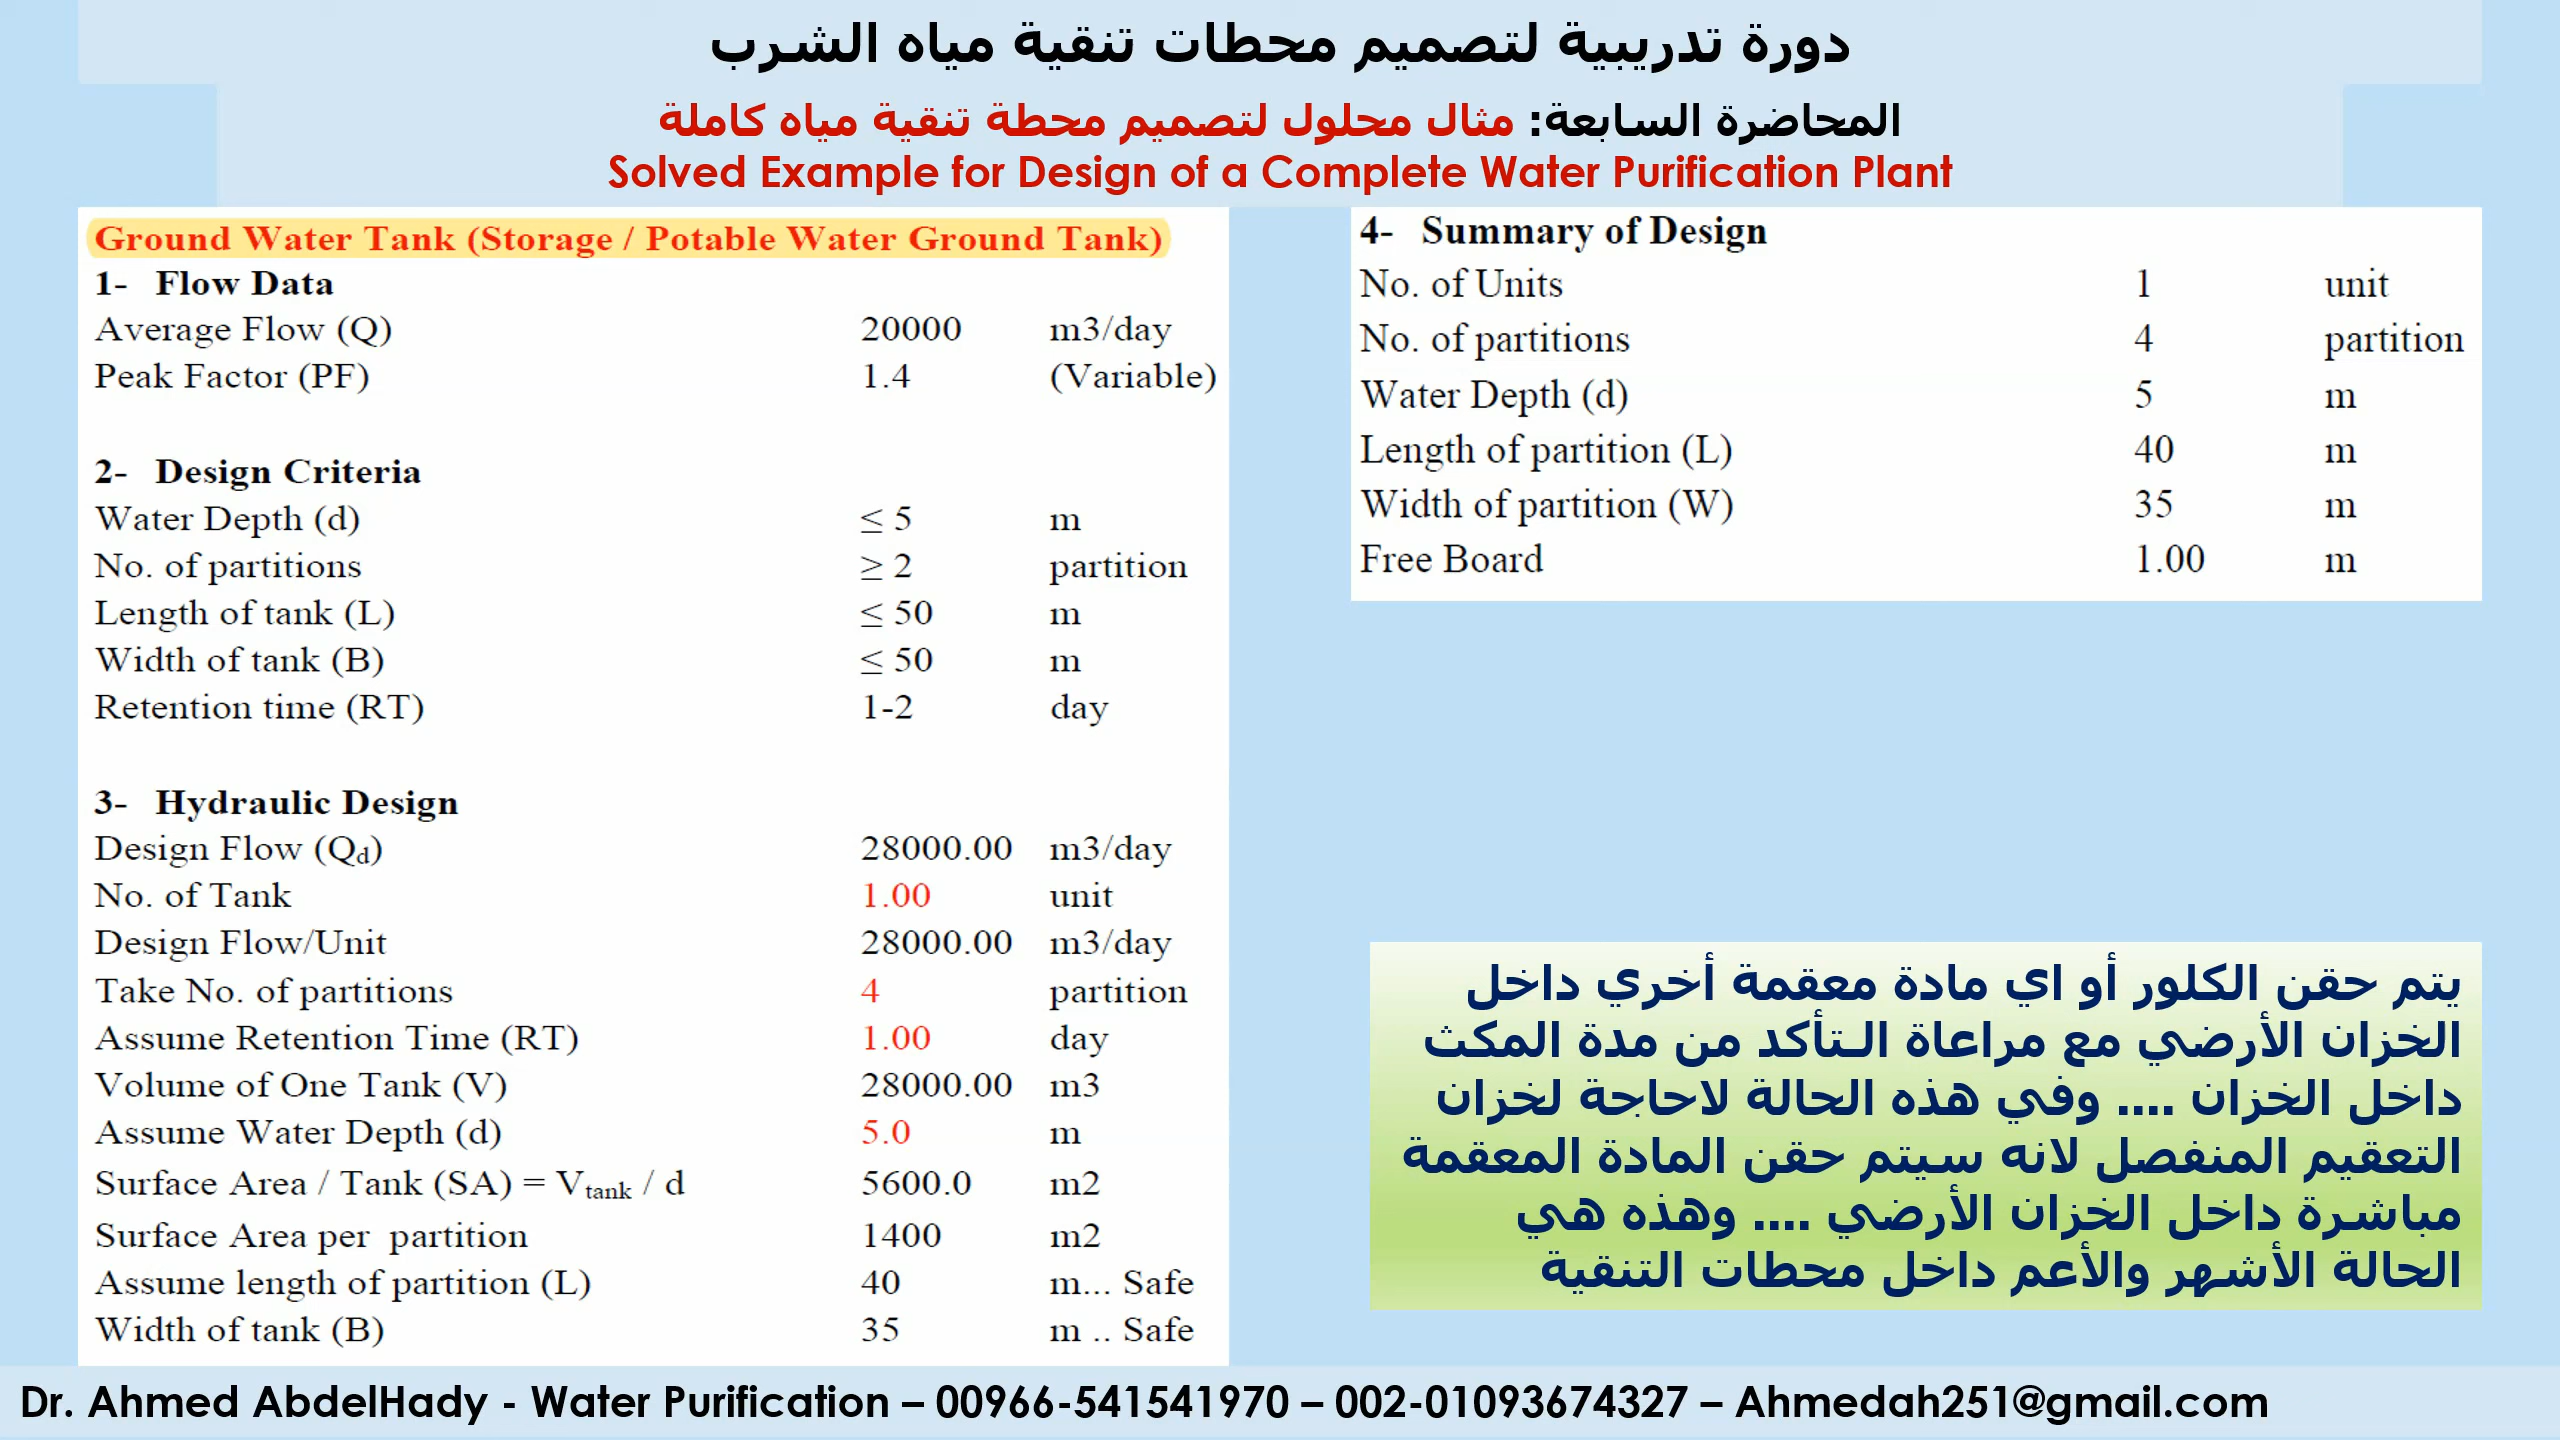 دورة تدريبية لتصميم محطات تنقية مياه الشرب
المحاضرة السابعة: مثال محلول لتصميم محطة تنقية مياه كاملة
Solved Example for Design of a Complete Water Purification Plant
Ground Water Tank (Storage / Potable Water Ground Tank)
1- Flow Data
Average Flow (Q) 20000 m3/day
Peak Factor (PF) 1.4 (Variable)
2- Design Criteria
Water Depth (d) ≤ 5 m
No. of partitions ≥ 2 partition
Length of tank (L) ≤ 50 m
Width of tank (B) ≤ 50 m
Retention time (RT) 1-2 day
3- Hydraulic Design
Design Flow (Qd) 28000.00 m3/day
No. of Tank 1.00 unit
Design Flow/Unit 28000.00 m3/day
Take No. of partitions 4 partition
Assume Retention Time (RT) 1.00 day
Volume of One Tank (V) 28000.00 m3
Assume Water Depth (d) 5.0 m
Surface Area / Tank (SA) = Vtank / d 5600.0 m2
Surface Area per partition 1400 m2
Assume length of partition (L) 40 m... Safe
Width of tank (B) 35 m .. Safe
4- Summary of Design
No. of Units 1 unit
No. of partitions 4 partition
Water Depth (d) 5 m
Length of partition (L) 40 m
Width of partition (W) 35 m
Free Board 1.00 m
يتم حقن الكلور أو اي مادة معقمة أخري داخل
الخزان الأرضي مع مراعاة الـتأكد من مدة المكث
داخل الخزان .... وفي هذه الحالة لاحاجة لخزان
التعقيم المنفصل لانه سيتم حقن المادة المعقمة
مباشرة داخل الخزان الأرضي .... وهذه هي
الحالة الأشهر والأعم داخل محطات التنقية
Dr. Ahmed AbdelHady - Water Purification – 00966-541541970 – 002-01093674327 – Ahmedah251@gmail.com